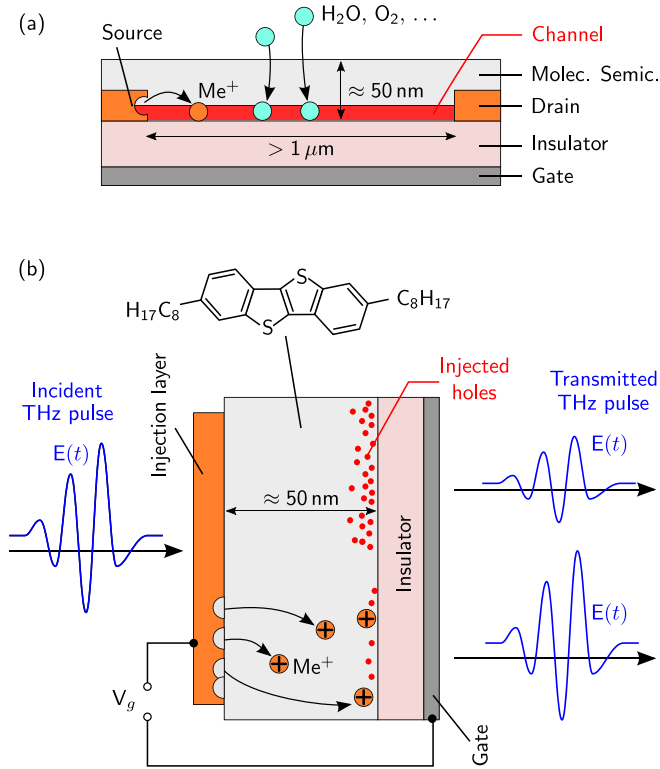 (a)
H2O, O2, ...
Source
Channel
Me+
Molec. Semic.
≈ 50 nm
Drain
> 1 μm
Insulator
Gate
(b)
S
H17C8
C8H17
S
Injection layer
Injected
holes
Incident
THz pulse
Transmitted
THz pulse
E(t)
E(t)
≈ 50 nm
Insulator
E(t)
+
+
+
Me+
+
Vg
Gate